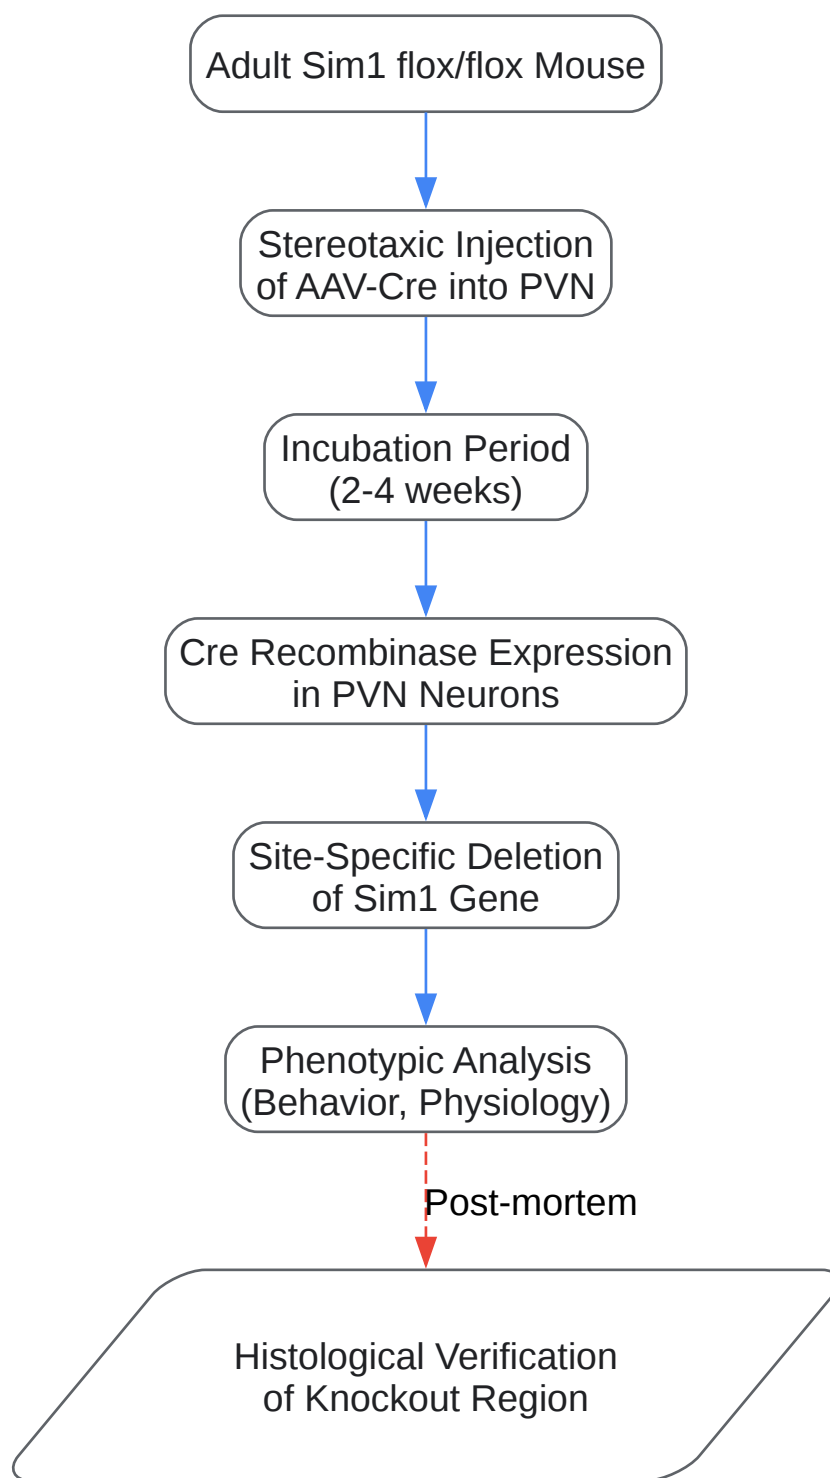 Adult Sim1 flox/flox Mouse
Stereotaxic Injection
of AAV-Cre into PVN
Incubation Period
(2-4 weeks)
Cre Recombinase Expression
in PVN Neurons
Site-Specific Deletion
of Sim1 Gene
Phenotypic Analysis
(Behavior, Physiology)
Post-mortem
Histological Verification
of Knockout Region